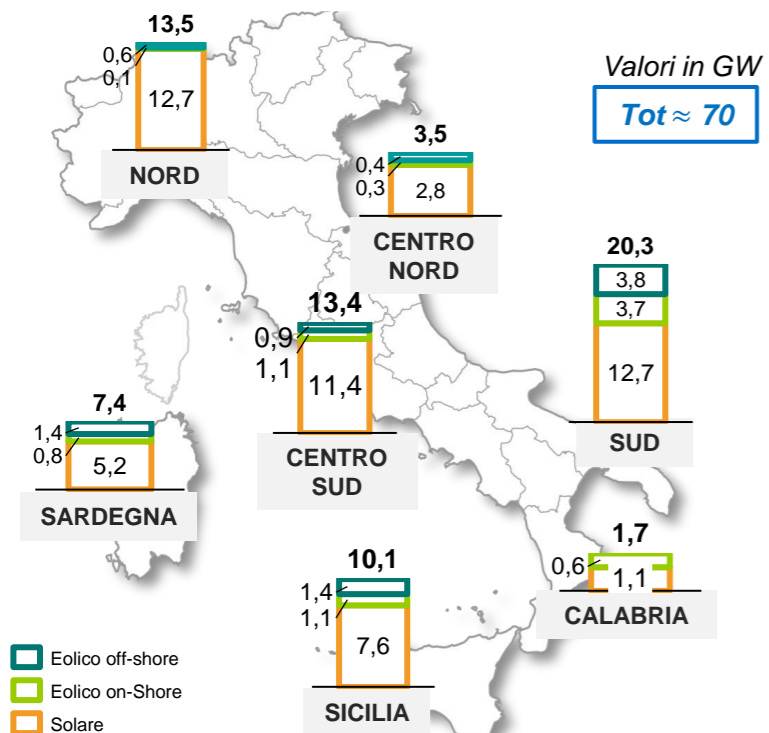 13,5
0,6
0,1
12,7
NORD
Valori in GW
Tot ≈ 70
3,5
0,4
0,3
2,8
CENTRO
NORD
20,3
3,8
3,7
12,7
SUD
13,4
0,9
1,1
11,4
CENTRO
SUD
7,4
1,4
0,8
5,2
SARDEGNA
1,7
0,6
1,1
CALABRIA
10,1
1,4
1,1
7,6
SICILIA
Eolico off-shore
Eolico on-Shore
Solare